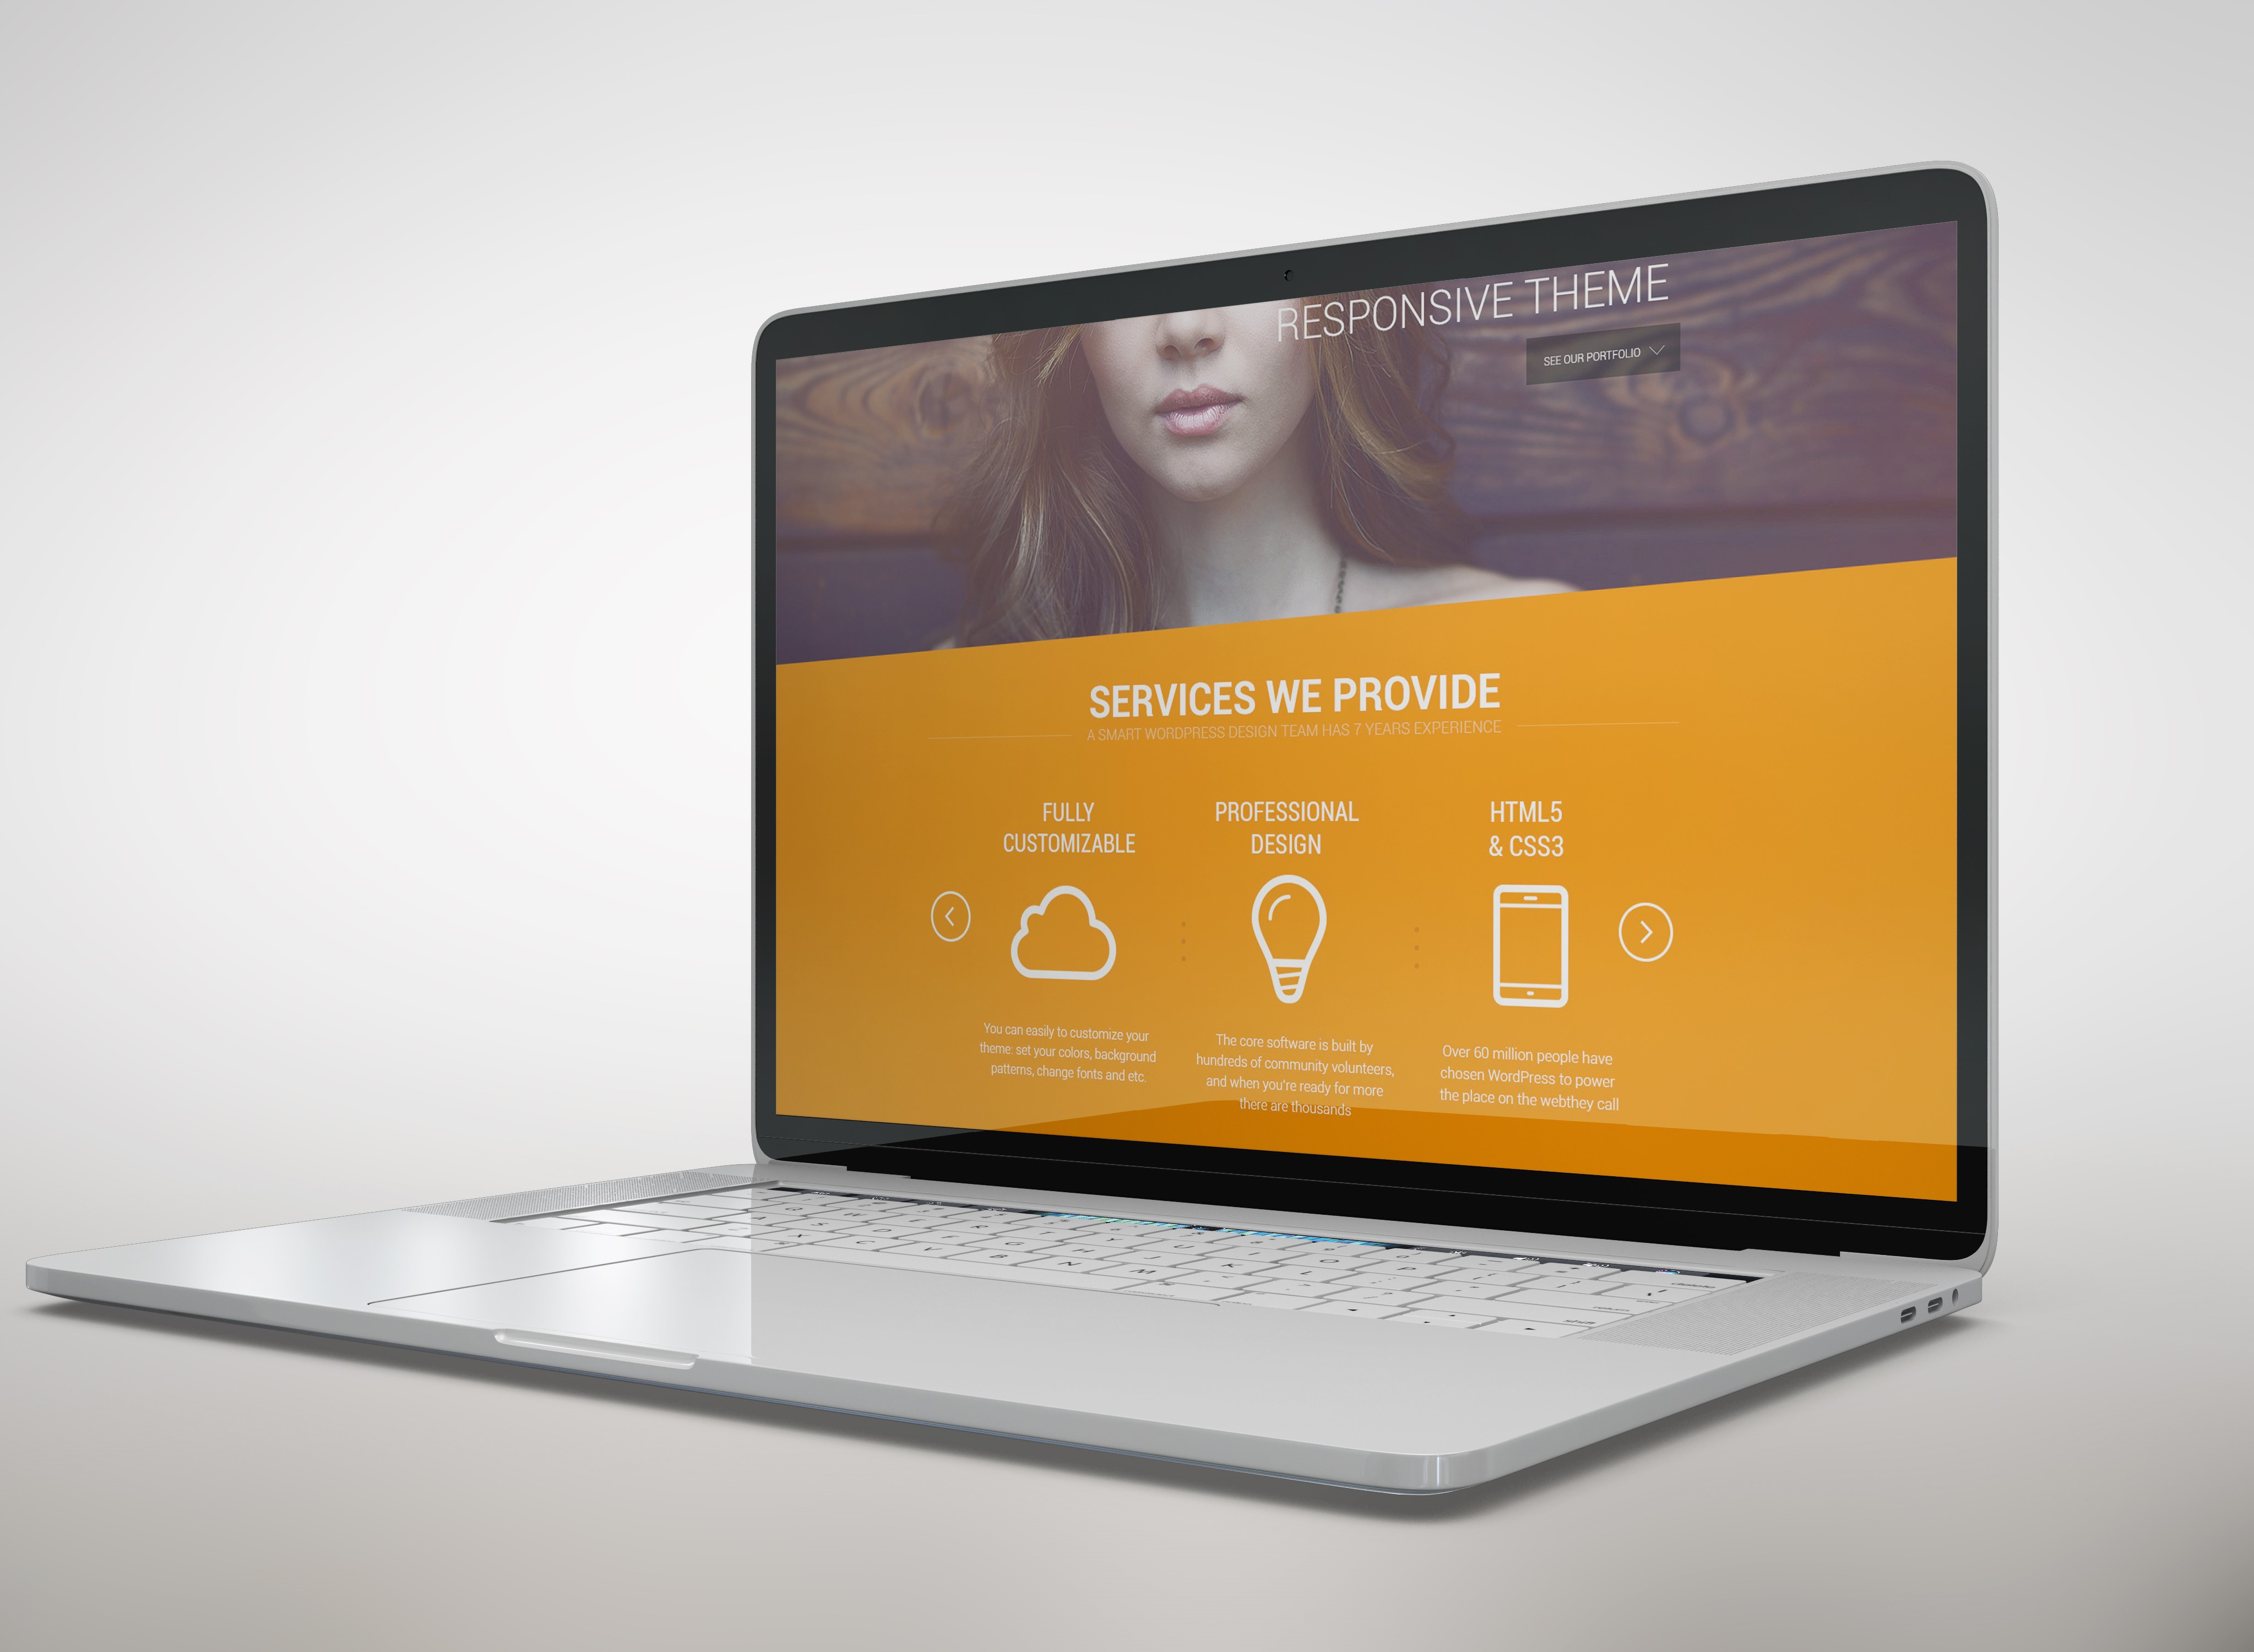 RESPONSIVE THEME
SEE OUR PORTFOLIO
SERVICES WE PROVIDE
A SMART WORDPRESS DESIGN TEAM HAS 7 YEARS EXPERIENCE
FULLY
CUSTOMIZABLE
You can easily to customize your
theme: set your colors, background
patterns, change fonts and etc.
PROFESSIONAL
DESIGN
The core software is built by
hundreds of community volunteers,
and when you're ready for more
there are thousands
HTML5
& CSS3
Over 60 million people have
chosen WordPress to power
the place on the webthey call